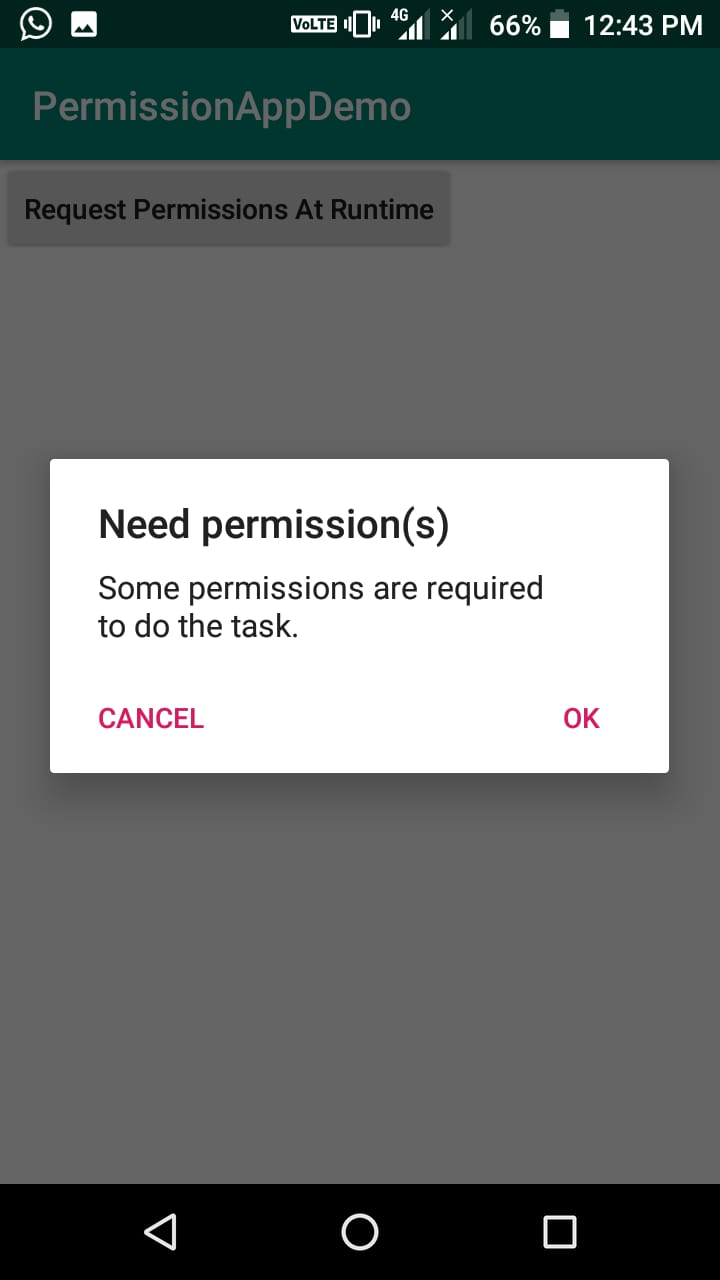 VoLTE 4G 66% 12:43 PM
PermissionAppDemo
Request Permissions At Runtime
Need permission(s)
Some permissions are required
to do the task.
CANCEL OK